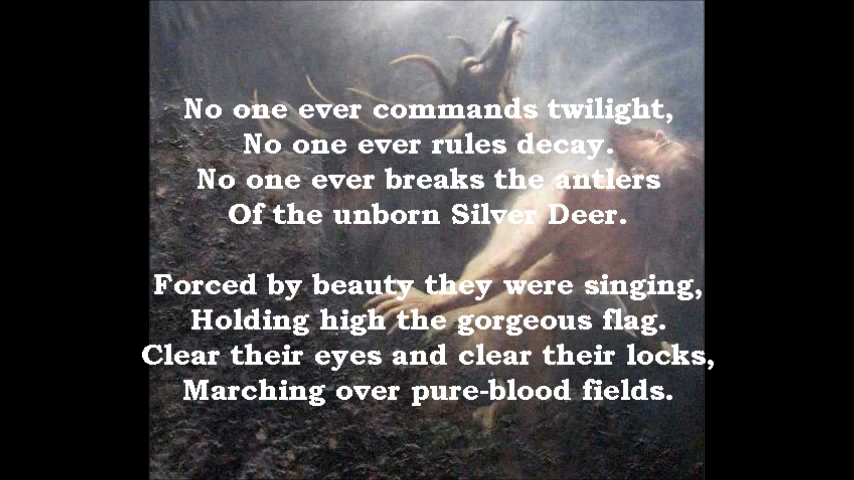 No one ever commands twilight,
No one ever rules decay.
No one ever breaks the antlers
Of the unborn Silver Deer.
Forced by beauty they were singing,
Holding high the gorgeous flag.
Clear their eyes and clear their locks,
Marching over pure-blood fields.